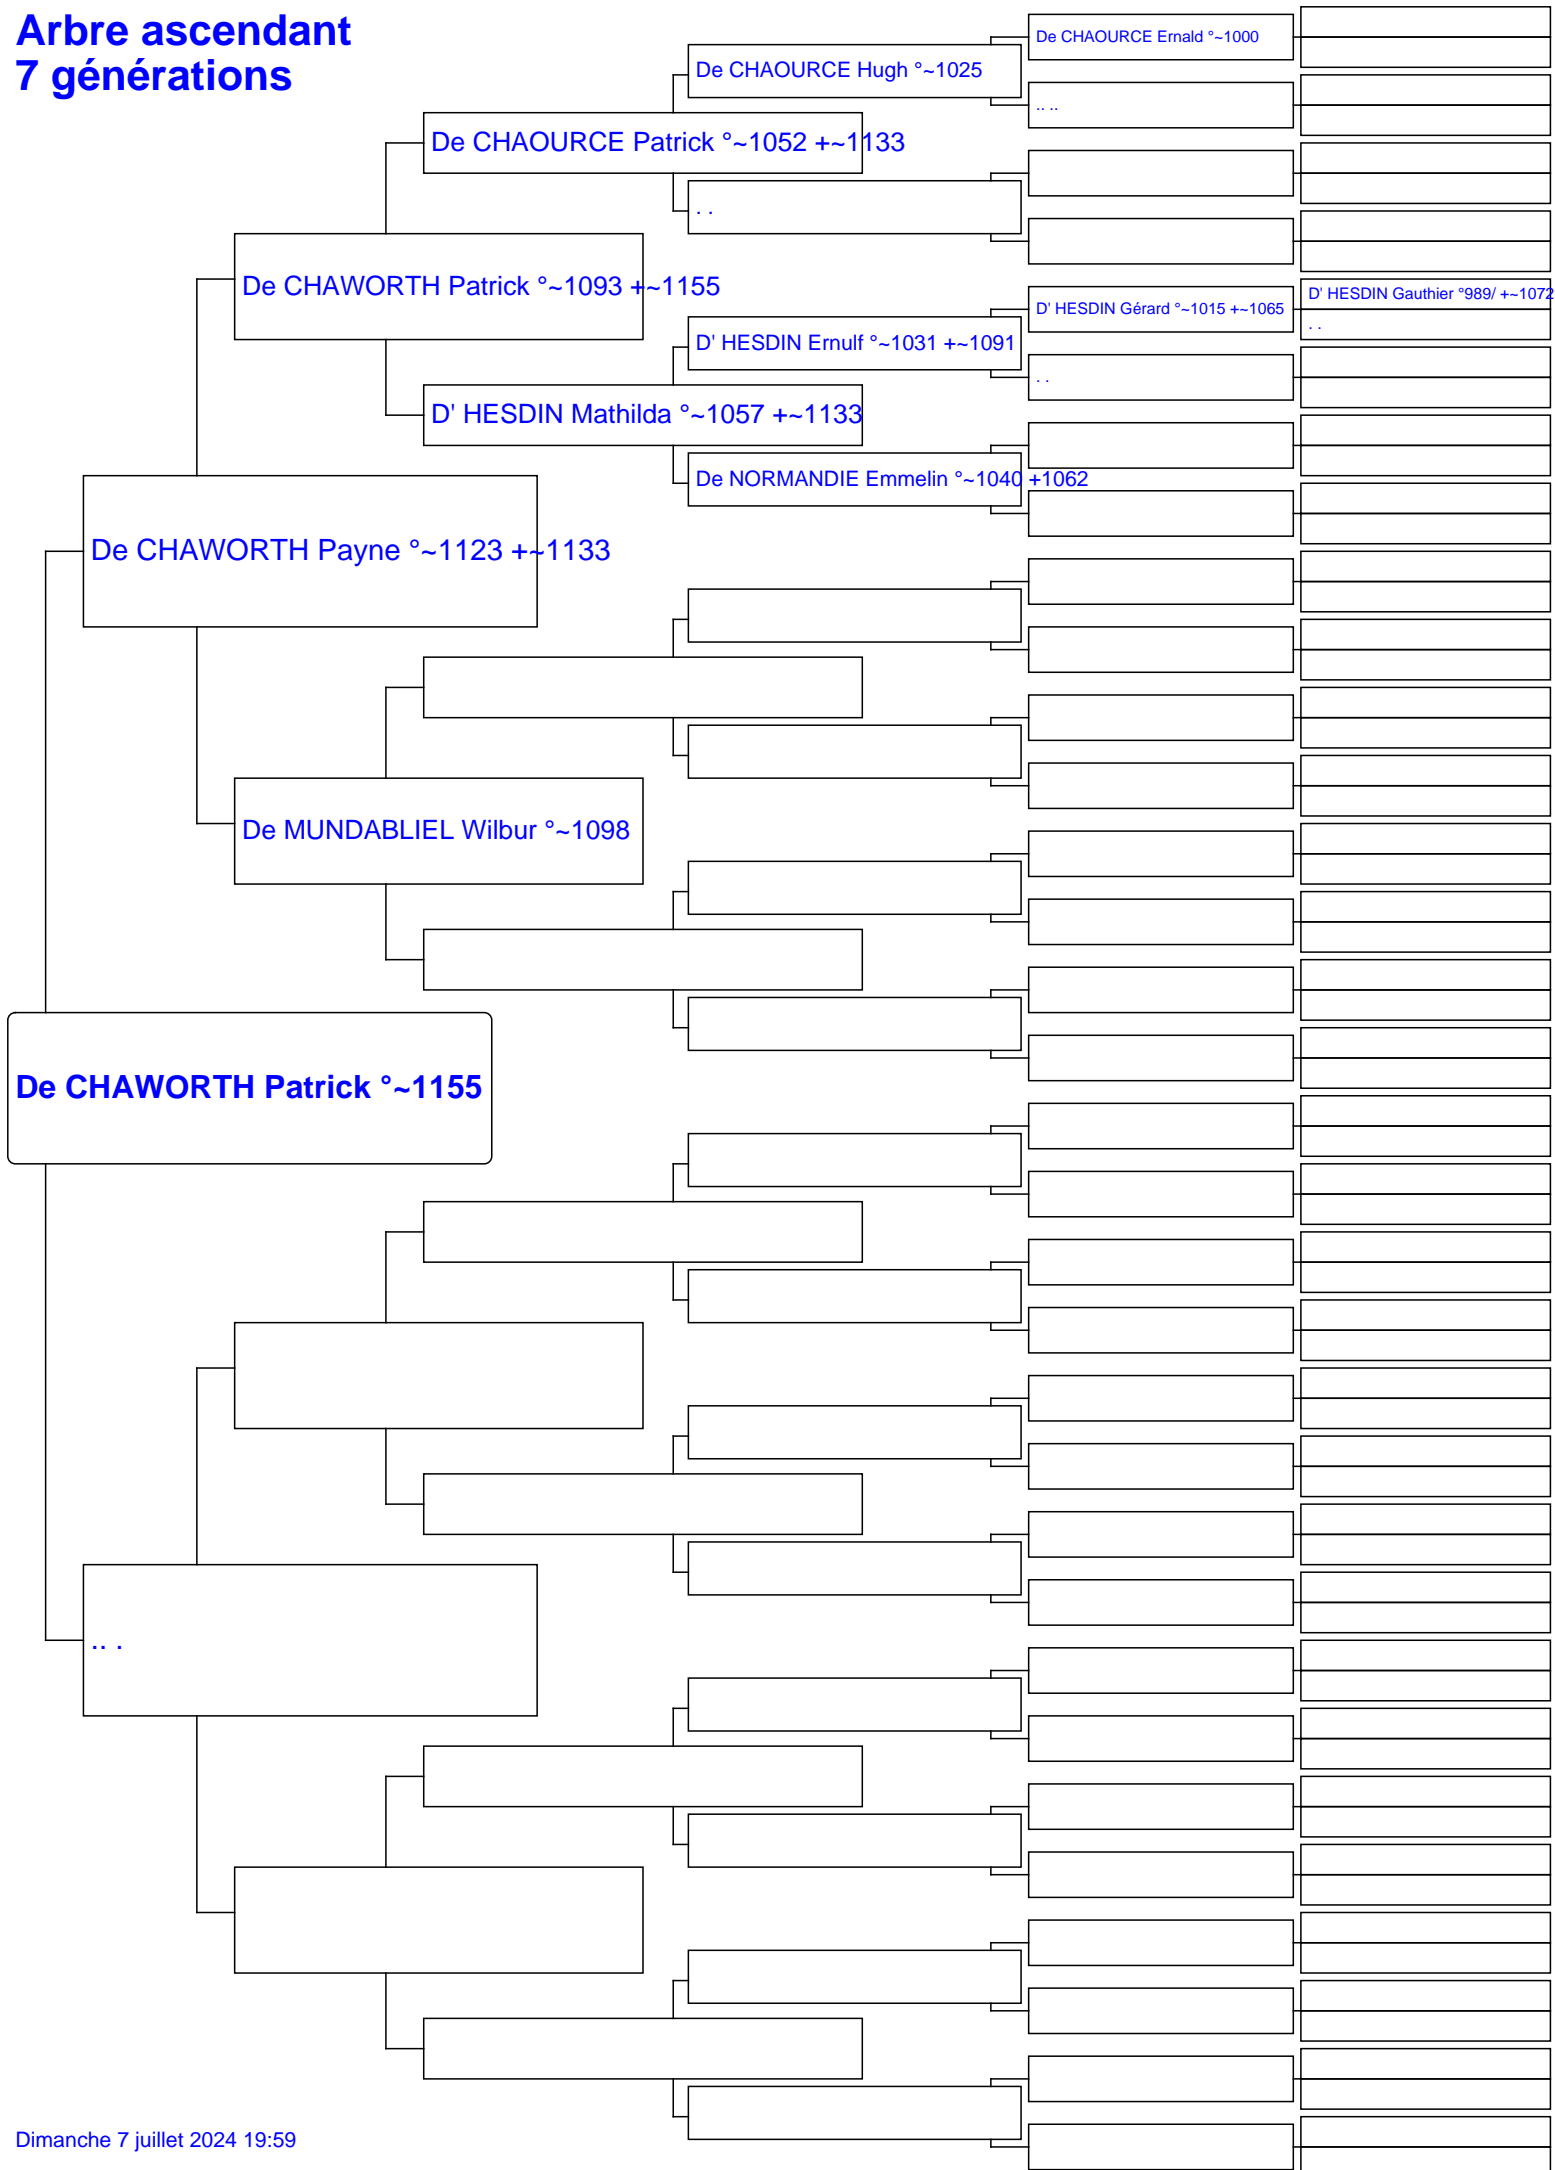 Arbre ascendant
7 générations
De CHAOURCE Ernald °~1000
De CHAOURCE Hugh °~1025
.. ..
De CHAOURCE Patrick °~1052 +~1133
. .
De CHAWORTH Patrick °~1093 +~1155
D' HESDIN Gauthier °989/ +~1072
D' HESDIN Gérard °~1015 +~1065
. .
D' HESDIN Ernulf °~1031 +~1091
. .
D' HESDIN Mathilda °~1057 +~1133
De NORMANDIE Emmelin °~1040 +1062
De CHAWORTH Payne °~1123 +~1133
De MUNDABLIEL Wilbur °~1098
De CHAWORTH Patrick °~1155
.. .
Dimanche 7 juillet 2024 19:59